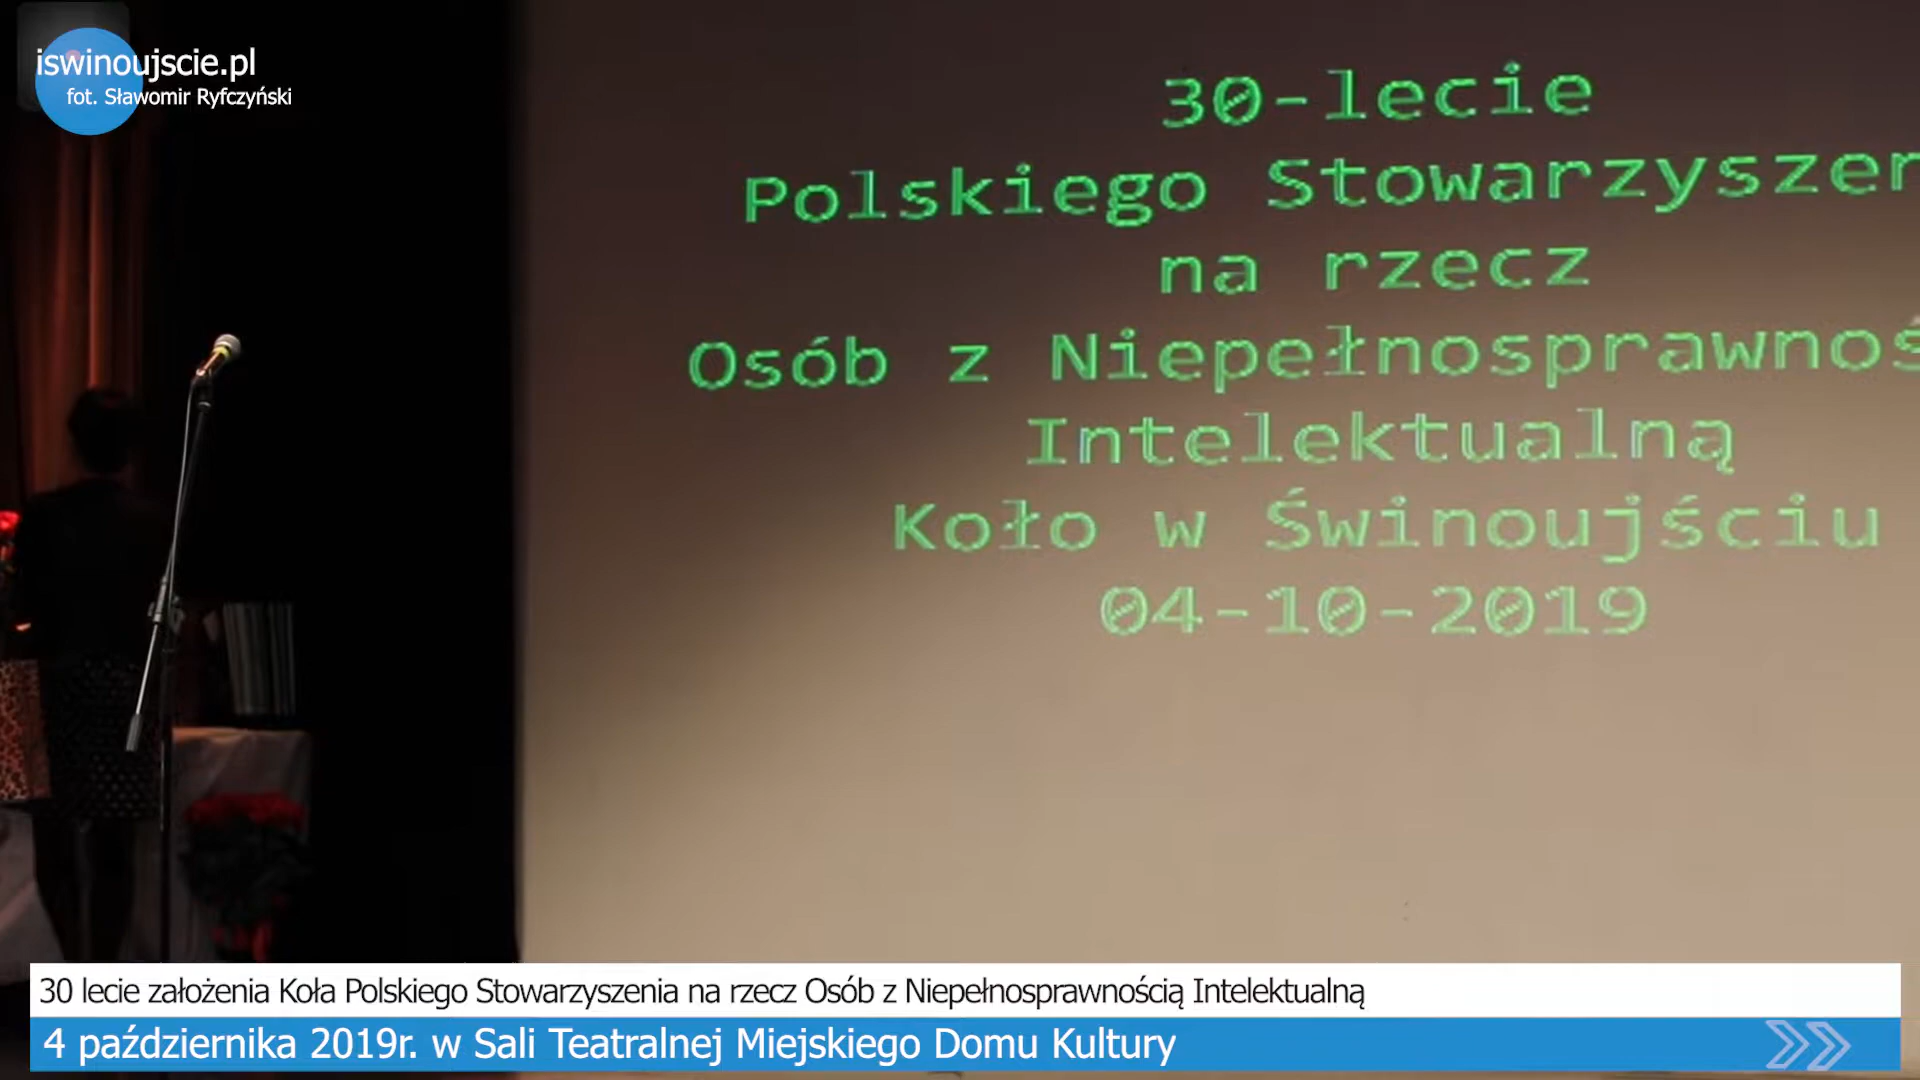 iswinoujscie.pl
fot. Sławomir Ryfczyński
30-lecie
Polskiego Stowarzyszen
na rzecz
Osób z Niepełnosprawnoś
Intelektualną
Koło w Świnoujściu
04-10-2019
30 lecie założenia Koła Polskiego Stowarzyszenia na rzecz Osób z Niepełnosprawnością Intelektualną
4 października 2019r. w Sali Teatralnej Miejskiego Domu Kultury